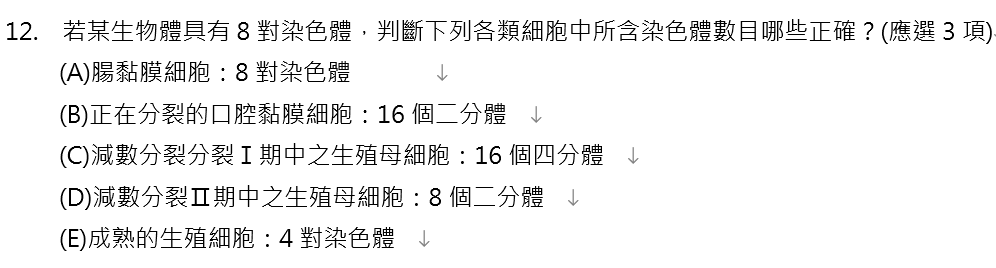 12. 若某生物體具有 8 對染色體，判斷下列各類細胞中所含染色體數目哪些正確？(應選 3 項)
(A)腸黏膜細胞：8 對染色體 ↓
(B)正在分裂的口腔黏膜細胞：16 個二分體 ↓
(C)減數分裂分裂Ⅰ期中之生殖母細胞：16 個四分體 ↓
(D)減數分裂Ⅱ期中之生殖母細胞：8 個二分體 ↓
(E)成熟的生殖細胞：4 對染色體 ↓